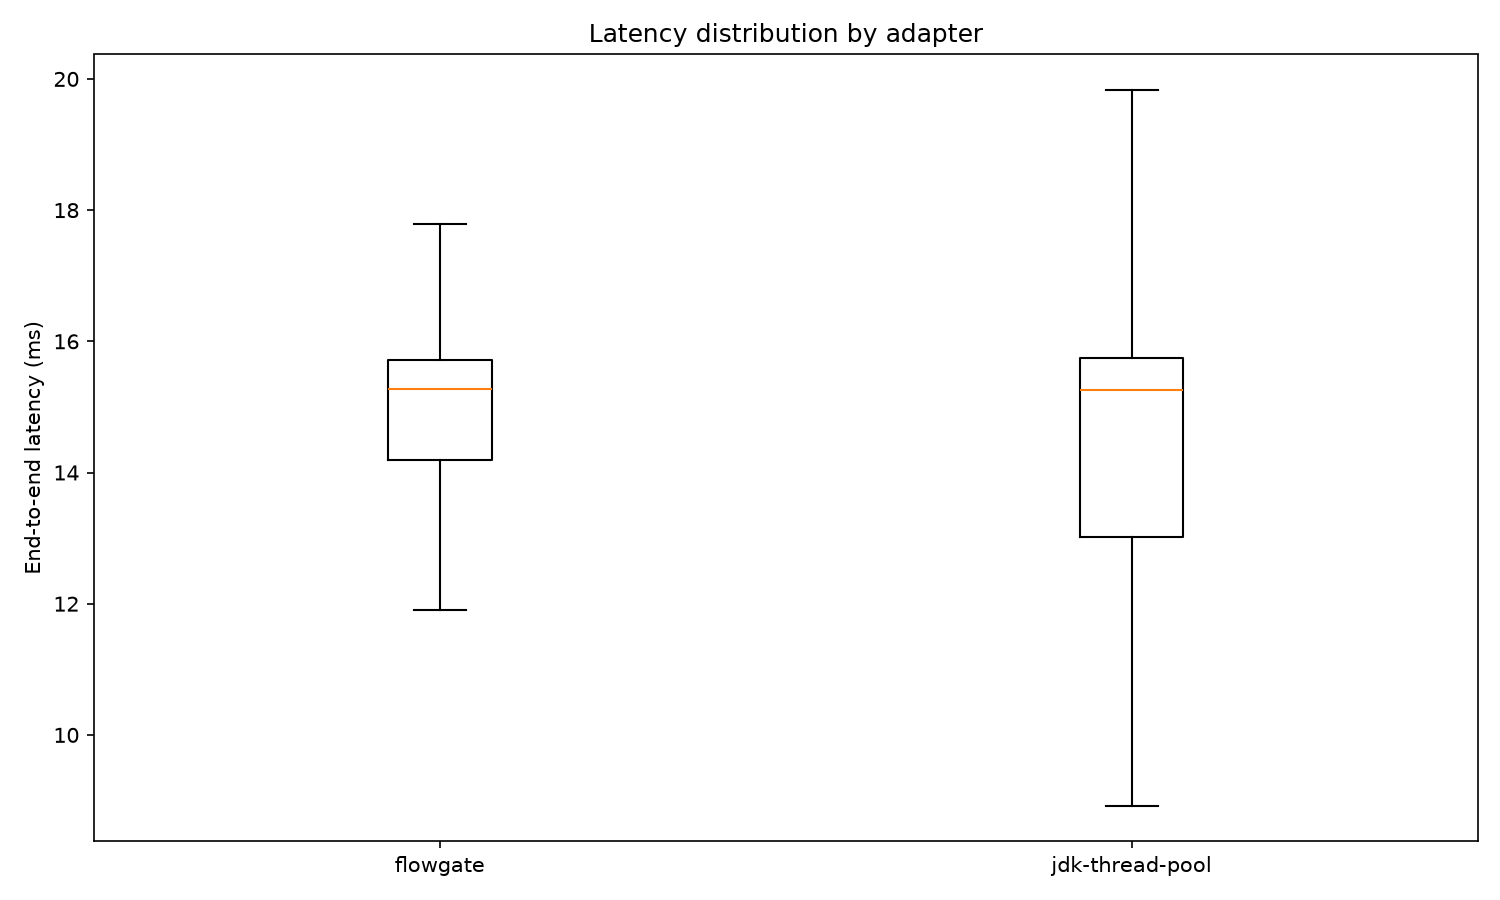 Latency distribution by adapter
End-to-end latency (ms)
20
18
16
14
12
10
flowgate
jdk-thread-pool